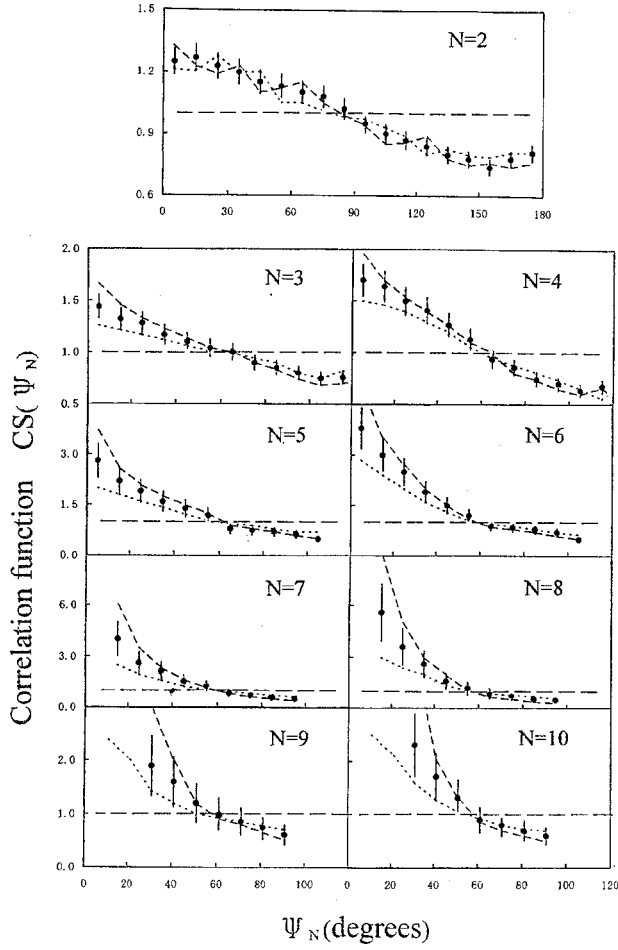 1.5
N=2
1.2
0.9
0.6
0
30
60
90
120
150
180
2.0
N=3
N=4
1.5
1.0
0.5
N=5
N=6
3.0
1.5
0.0
N=7
N=8
6.0
3.0
0.0
N=9
N=10
2.0
1.0
0.0
0 20 40 60 80 100 0 20 40 60 80 100 120
Correlation function CS(Ψ_N)
Ψ_N (degrees)